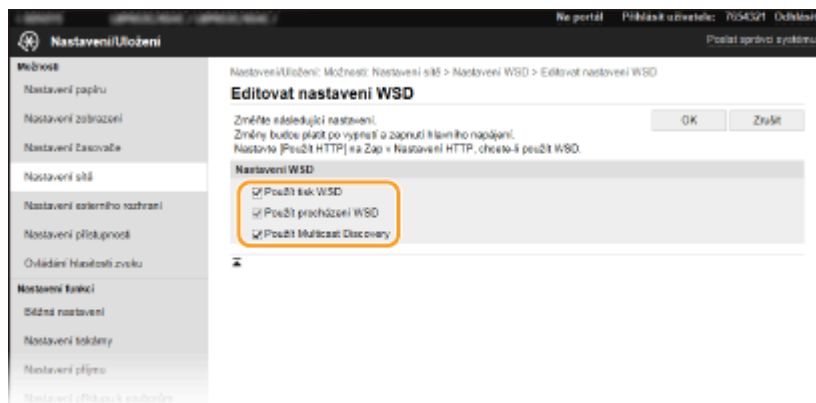 Na portál Přihlásit uživatele: 7654321 Odhlásit
Nastavení/Uložení
Poslat správci systému
Možnosti
Nastavení papíru
Nastavení zobrazení
Nastavení časovače
Nastavení sítě
Nastavení externího rozhraní
Nastavení přístupnosti
Ovládání hlasitosti zvuku
Nastavení funkcí
Běžná nastavení
Nastavení tiskárny
Nastavení příjmu
Nastavení přístupu k souborům
Nastavení/Uložení: Možnosti: Nastavení sítě > Nastavení WSD > Editovat nastavení WSD
Editovat nastavení WSD
Změňte následující nastavení.
Změny budou platit po vypnutí a zapnutí hlavního napájení.
Nastavte [Použít HTTP] na Zap v Nastavení HTTP, chcete-li použít WSD.
OK
Zrušit
Nastavení WSD
Použít tisk WSD
Použít procházení WSD
Použít Multicast Discovery